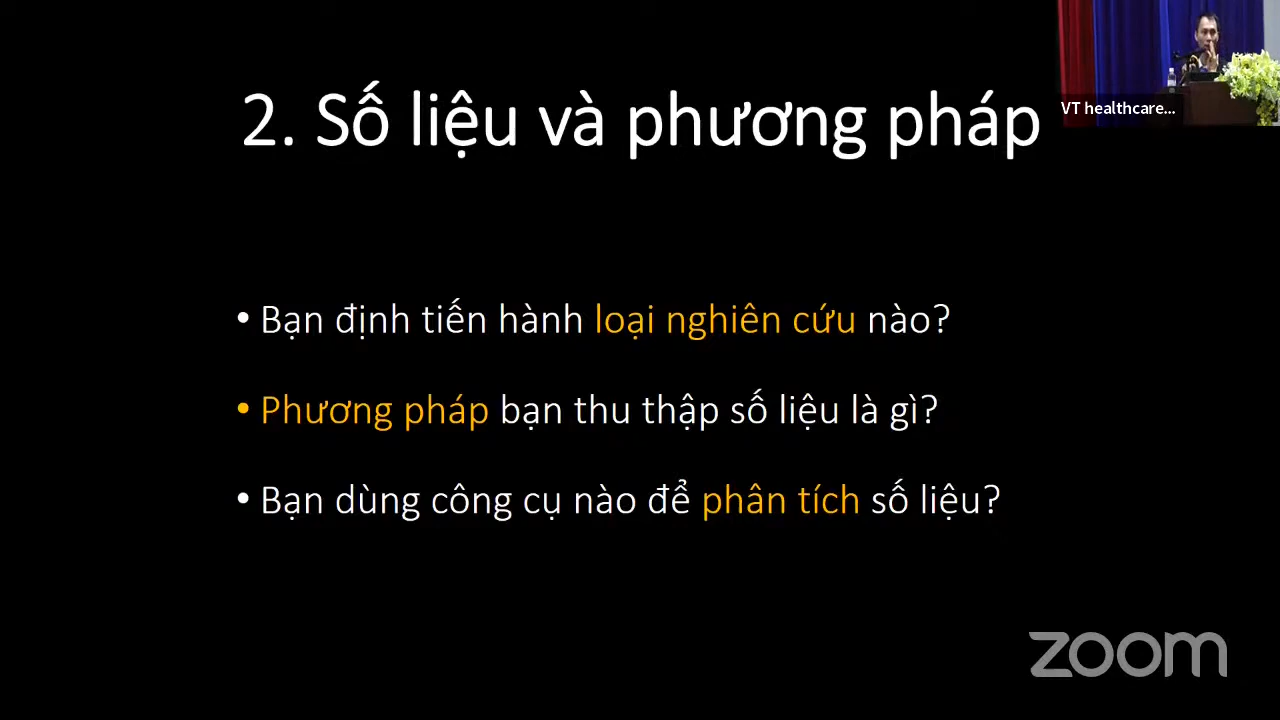 2. Số liệu và phương pháp
VT healthcare...
• Bạn định tiến hành loại nghiên cứu nào?
• Phương pháp bạn thu thập số liệu là gì?
• Bạn dùng công cụ nào để phân tích số liệu?
zoom